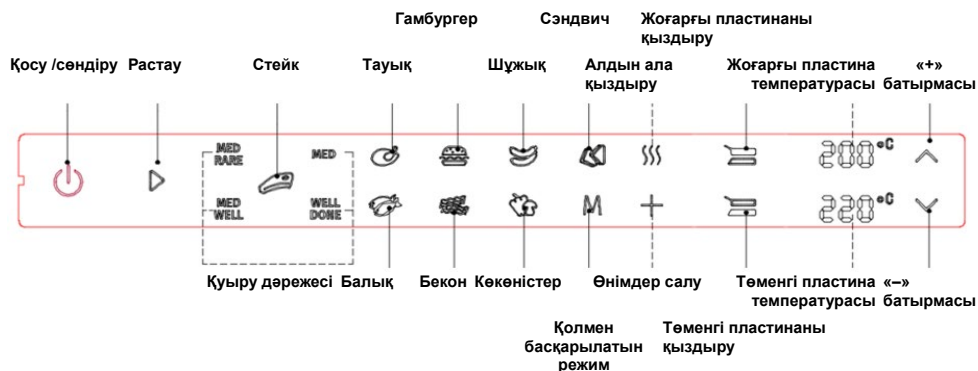 Гамбургер Сэндвич Жоғарғы пластинаны
қыздыру
Қосу /сөндіру Растау Стейк Тауық Шұжық Алдын ала
қыздыру Жоғарғы пластина
температурасы «+»
батырмасы
MED
RARE MED 200°C
MED
WELL WELL
DONE M 220°C
Қуыру дәрежесі Балық Бекон Көкөністер Өнімдер салу Төменгі пластина
температурасы «–»
батырмасы
Қолмен
басқарылатын
режим Төменгі пластинаны
қыздыру